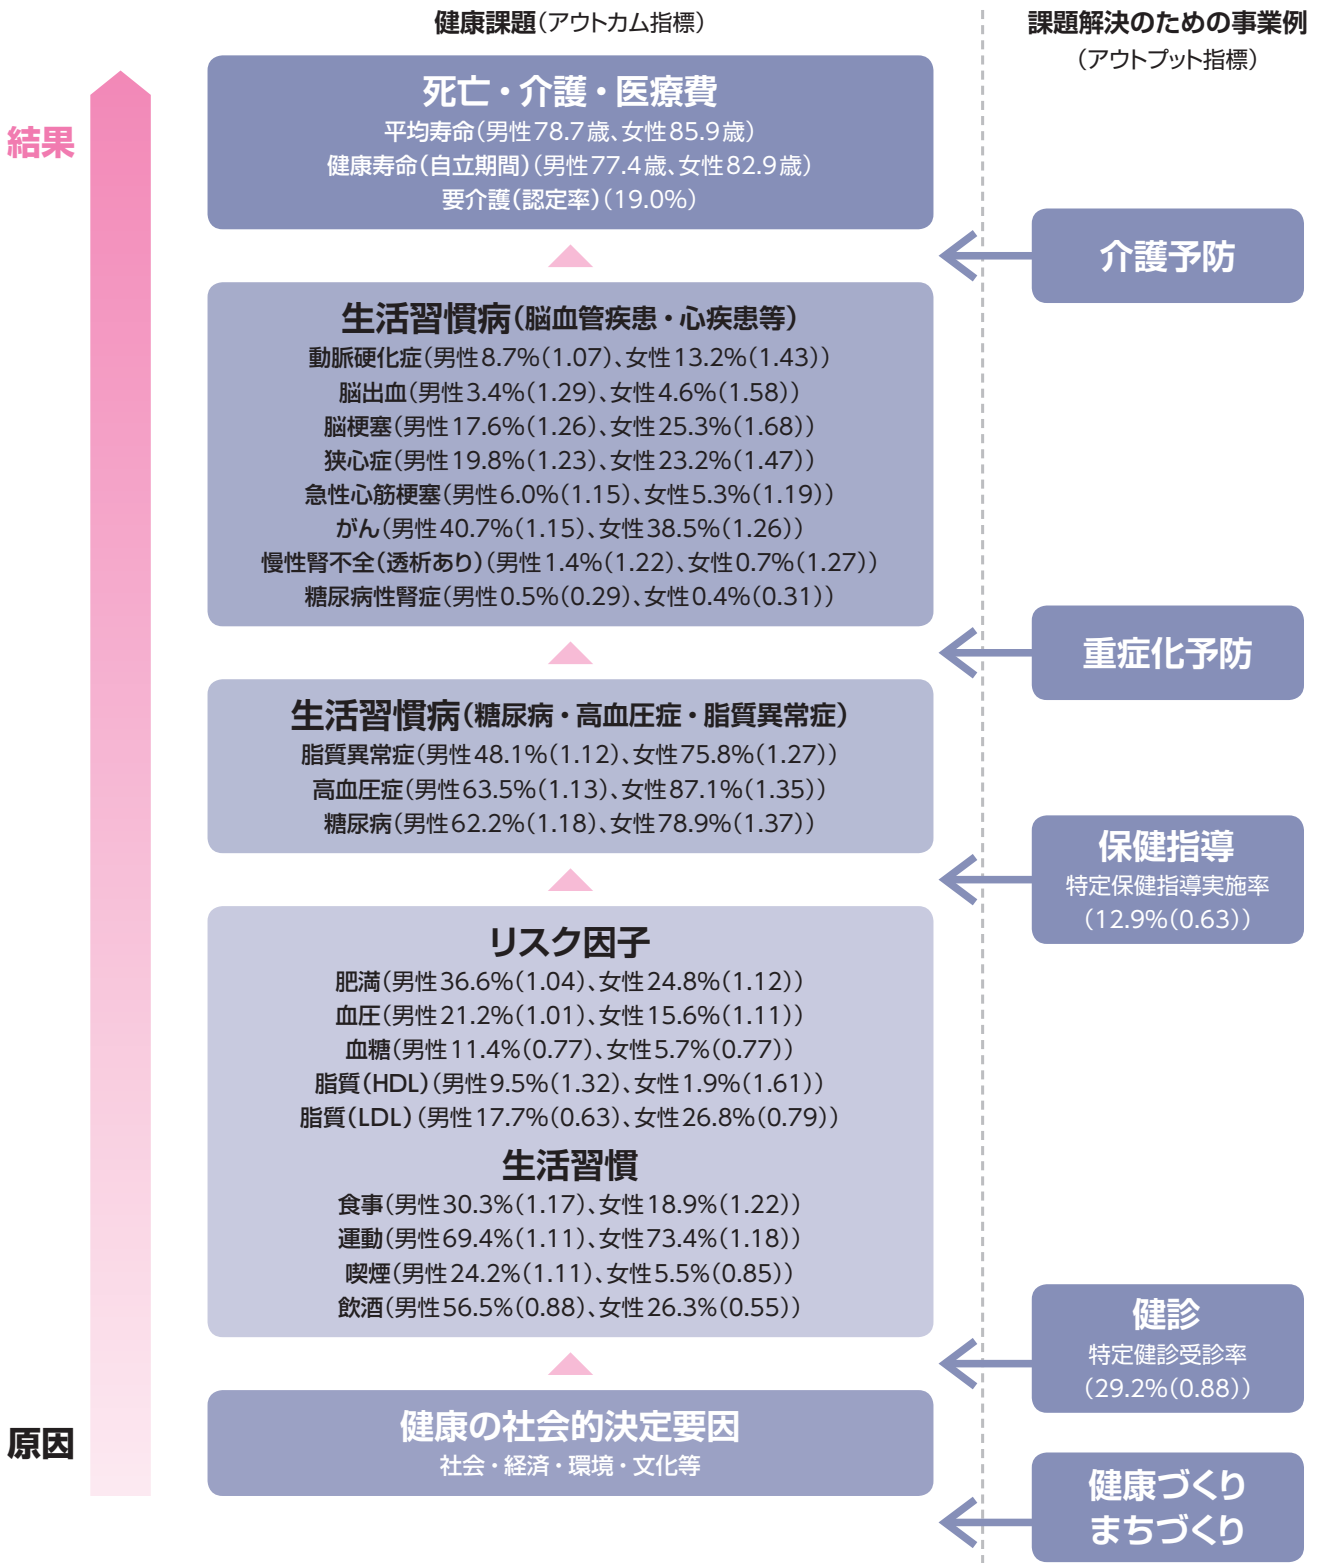 健康課題（アウトカム指標）
結果
死亡・介護・医療費
平均寿命（男性78.7歳、女性85.9歳）
健康寿命（自立期間）（男性77.4歳、女性82.9歳）
要介護（認定率）（19.0%）
生活習慣病（脳血管疾患・心疾患等）
動脈硬化症（男性8.7%（1.07）、女性13.2%（1.43））
脳出血（男性3.4%（1.29）、女性4.6%（1.58））
脳梗塞（男性17.6%（1.26）、女性25.3%（1.68））
狭心症（男性19.8%（1.23）、女性23.2%（1.47））
急性心筋梗塞（男性6.0%（1.15）、女性5.3%（1.19））
がん（男性40.7%（1.15）、女性38.5%（1.26））
慢性腎不全（透析あり）（男性1.4%（1.22）、女性0.7%（1.27））
糖尿病性腎症（男性0.5%（0.29）、女性0.4%（0.31））
生活習慣病（糖尿病・高血圧症・脂質異常症）
脂質異常症（男性48.1%（1.12）、女性75.8%（1.27））
高血圧症（男性63.5%（1.13）、女性87.1%（1.35））
糖尿病（男性62.2%（1.18）、女性78.9%（1.37））
リスク因子
肥満（男性36.6%（1.04）、女性24.8%（1.12））
血圧（男性21.2%（1.01）、女性15.6%（1.11））
血糖（男性11.4%（0.77）、女性5.7%（0.77））
脂質（HDL）（男性9.5%（1.32）、女性1.9%（1.61））
脂質（LDL）（男性17.7%（0.63）、女性26.8%（0.79））
生活習慣
食事（男性30.3%（1.17）、女性18.9%（1.22））
運動（男性69.4%（1.11）、女性73.4%（1.18））
喫煙（男性24.2%（1.11）、女性5.5%（0.85））
飲酒（男性56.5%（0.88）、女性26.3%（0.55））
原因
健康の社会的決定要因
社会・経済・環境・文化等
課題解決のための事業例
（アウトプット指標）
介護予防
重症化予防
保健指導
特定保健指導実施率
（12.9%（0.63））
健診
特定健診受診率
（29.2%（0.88））
健康づくり
まちづくり